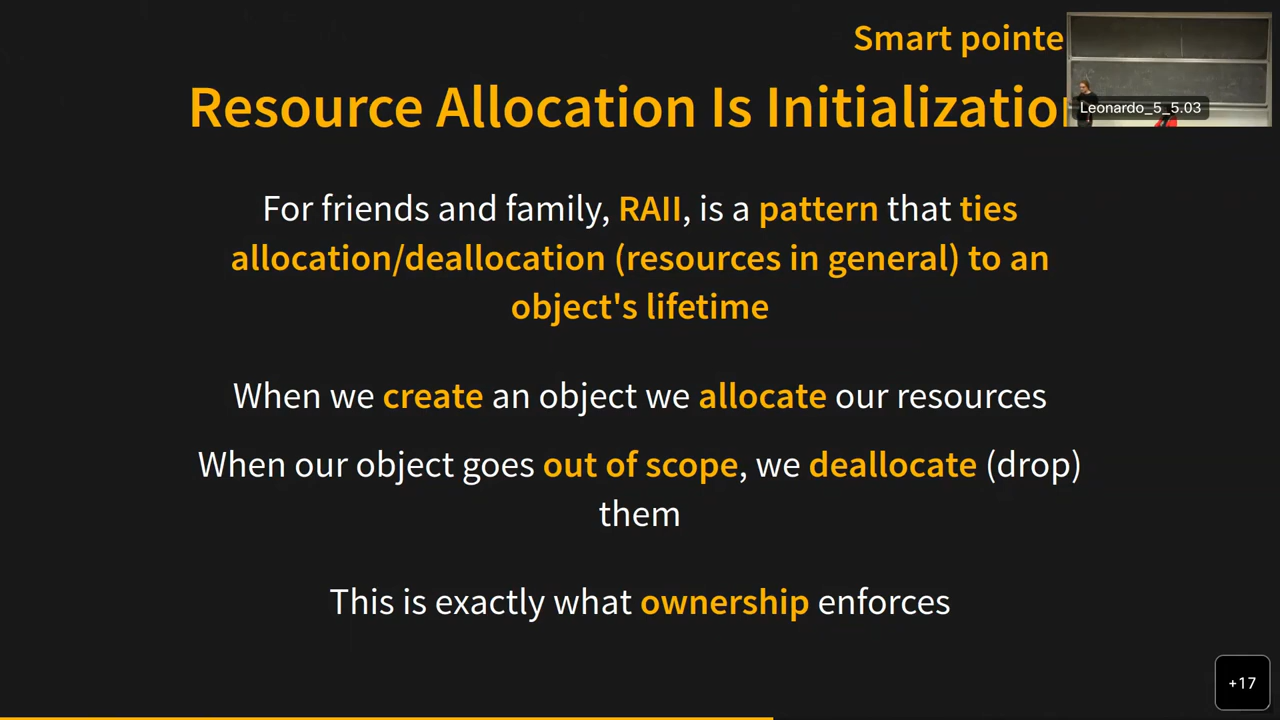 Smart pointe
Resource Allocation Is Initialization
Leonardo_5_5.03
For friends and family, RAII, is a pattern that ties
allocation/deallocation (resources in general) to an
object's lifetime
When we create an object we allocate our resources
When our object goes out of scope, we deallocate (drop)
them
This is exactly what ownership enforces
+17